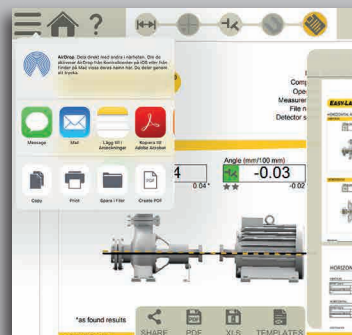 ?
AirDrop. Dela direkt med andra i närheten. Om de
aktiverar AirDrop från Kontrollcenter på iOS eller från
Finder på Mac visas deras namn här. Du delar genom
att trycka.
Message
Mail
Lägg till i
Anteckningar
Kopiera till
Adobe Acrobat
Copy
Print
Spara i Filer
Create PDF
Comp
Ope
Measurer
File n
Detector s
EASY-LA
4
0.04*
Angle (mm/100 mm)
-0.03
-0.02
HORIZON
*as found results
SHARE
PDF
XLS
TEMPLATES